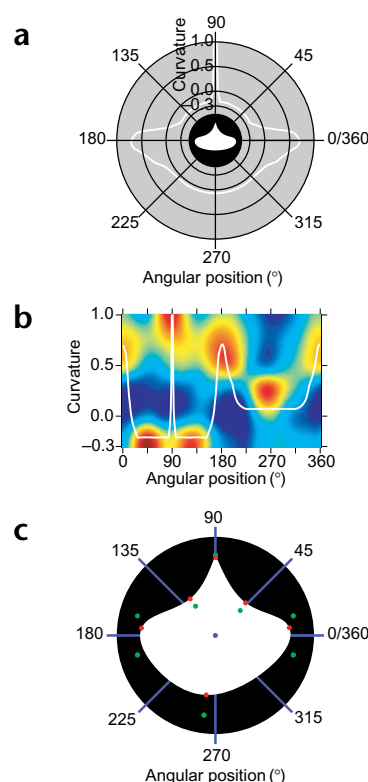 a
90
135
45
Curvature
1.0
0.5
0.0
–0.3
180
0/360
225
315
270
Angular position (°)
b
1.0
0.5
0.0
–0.3
Curvature
0 90 180 270 360
Angular position (°)
c
90
135
45
180
0/360
225
315
270
Angular position (°)